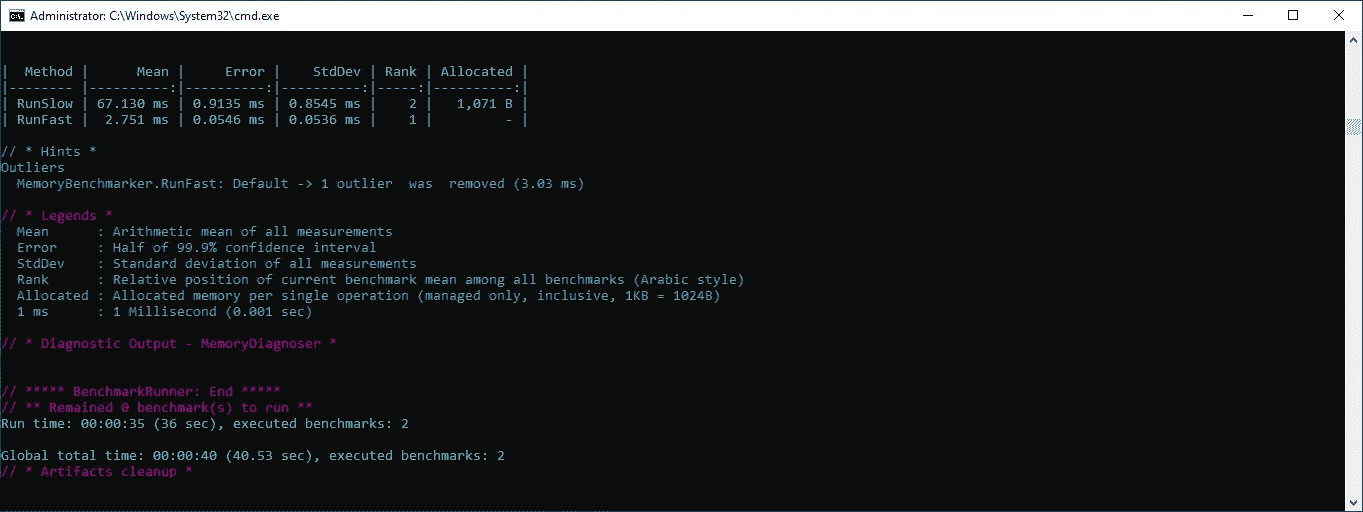 Administrator: C:\Windows\System32\cmd.exe
|  Method |      Mean |     Error |    StdDev | Rank | Allocated |
|-------- |----------:|----------:|----------:|-----:|----------:|
| RunSlow | 67.130 ms | 0.9135 ms | 0.8545 ms |    2 |   1,071 B |
| RunFast |  2.751 ms | 0.0546 ms | 0.0536 ms |    1 |         - |
// * Hints *
Outliers
  MemoryBenchmarker.RunFast: Default -> 1 outlier  was  removed (3.03 ms)
// * Legends *
  Mean      : Arithmetic mean of all measurements
  Error     : Half of 99.9% confidence interval
  StdDev    : Standard deviation of all measurements
  Rank      : Relative position of current benchmark mean among all benchmarks (Arabic style)
  Allocated : Allocated memory per single operation (managed only, inclusive, 1KB = 1024B)
  1 ms      : 1 Millisecond (0.001 sec)
// * Diagnostic Output - MemoryDiagnoser *
// ***** BenchmarkRunner: End *****
// ** Remained 0 benchmark(s) to run **
Run time: 00:00:35 (36 sec), executed benchmarks: 2
Global total time: 00:00:40 (40.53 sec), executed benchmarks: 2
// * Artifacts cleanup *